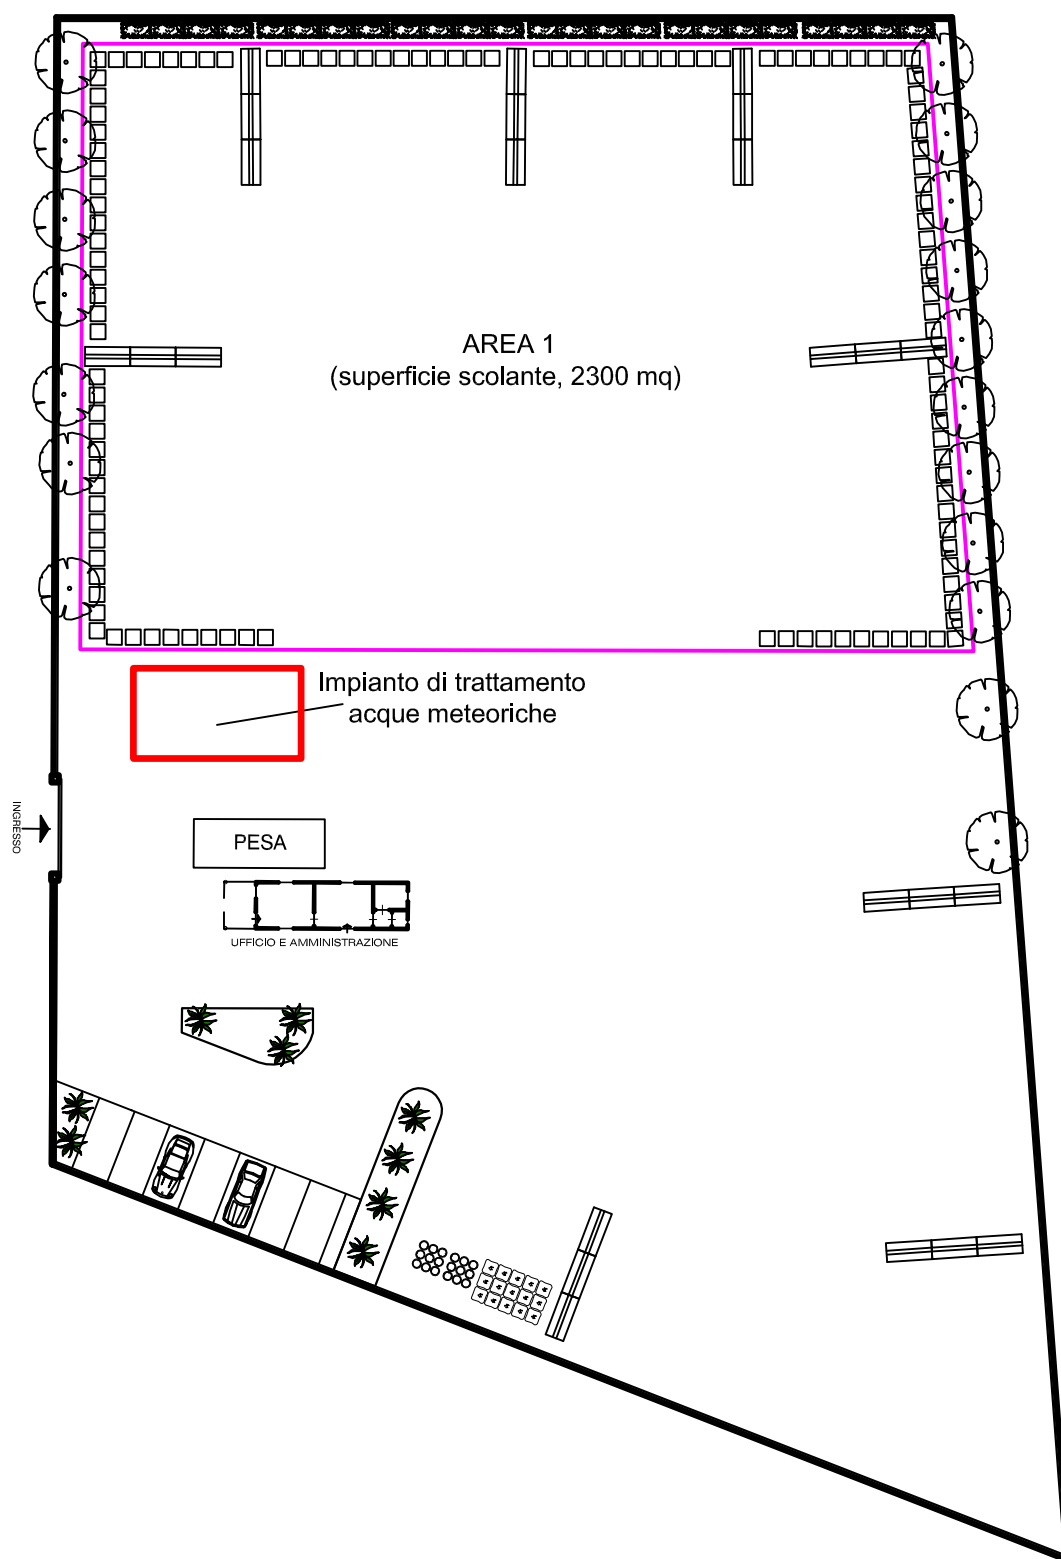 AREA 1
(superficie scolante, 2300 mq)
Impianto di trattamento
acque meteoriche
INGRESSO
PESA
UFFICIO E AMMINISTRAZIONE